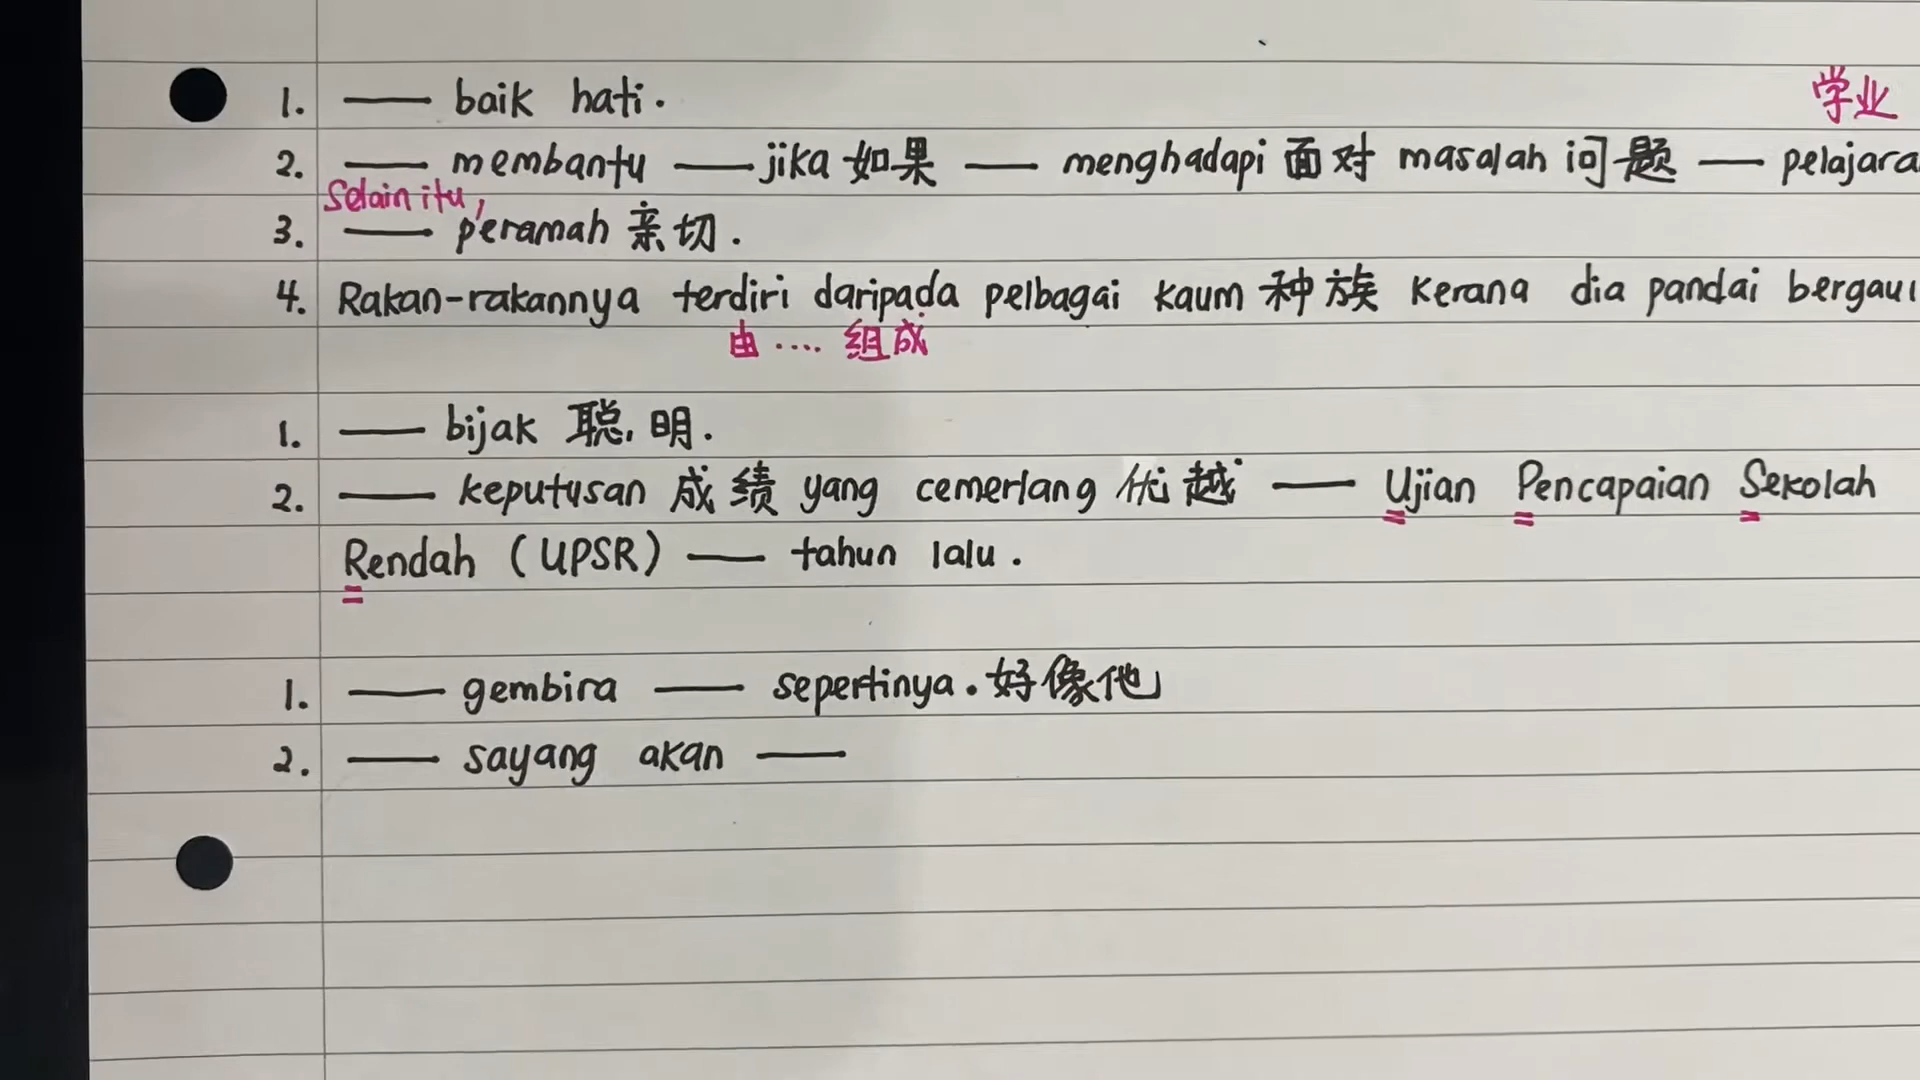 学业
1. —— baik hati.
2. —— membantu —— jika 如果 —— menghadapi 面对 masalah 问题 —— pelajara
Selain itu,
3. —— peramah 亲切.
4. Rakan-rakannya terdiri daripada pelbagai kaum 种族 kerana dia pandai bergaul
由.... 组成
1. —— bijak 聪明.
2. —— keputusan 成绩 yang cemerlang 优越 —— Ujian Pencapaian Sekolah
Rendah (UPSR) —— tahun lalu.
1. —— gembira —— sepertinya. 好像他
2. —— sayang akan ——